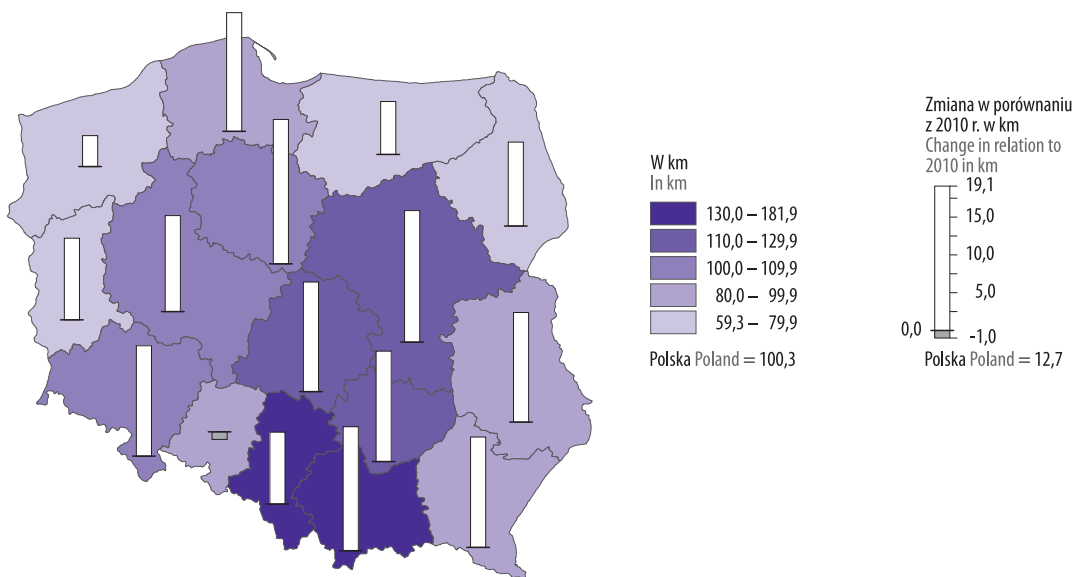 W km
In km
130,0 – 181,9
110,0 – 129,9
100,0 – 109,9
80,0 – 99,9
59,3 – 79,9
Polska Poland = 100,3
Zmiana w porównaniu
z 2010 r. w km
Change in relation to
2010 in km
19,1
15,0
10,0
5,0
0,0
-1,0
Polska Poland = 12,7